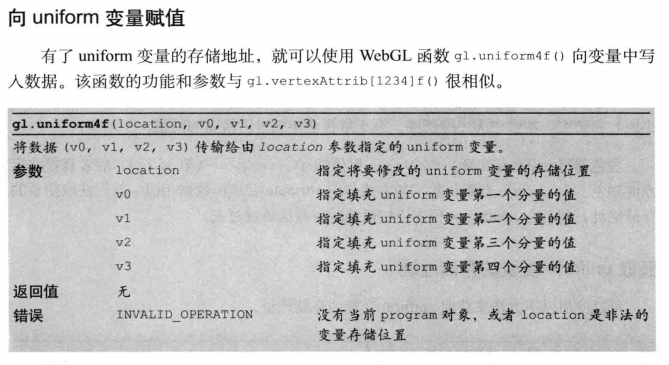 向 uniform 变量赋值
有了 uniform 变量的存储地址，就可以使用 WebGL 函数 gl.uniform4f() 向变量中写
入数据。该函数的功能和参数与 gl.vertexAttrib[1234]f() 很相似。
gl.uniform4f(location, v0, v1, v2, v3)
将数据 (v0, v1, v2, v3) 传输给由 location 参数指定的 uniform 变量。
参数 location 指定将要修改的 uniform 变量的存储位置
v0 指定填充 uniform 变量第一个分量的值
v1 指定填充 uniform 变量第二个分量的值
v2 指定填充 uniform 变量第三个分量的值
v3 指定填充 uniform 变量第四个分量的值
返回值 无
错误 INVALID_OPERATION 没有当前 program 对象，或者 location 是非法的
变量存储位置